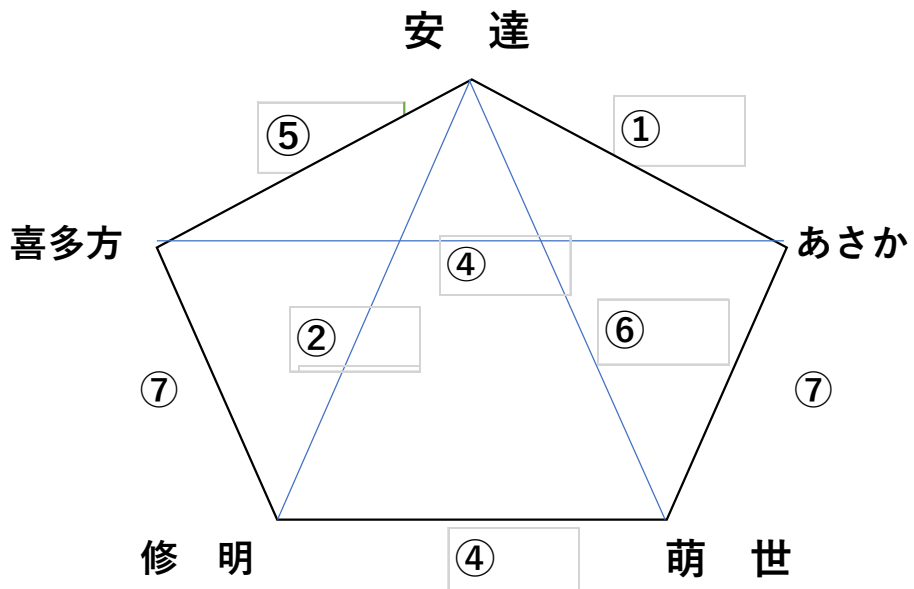 安　達
⑤
①
喜多方
あさか
④
②
⑥
⑦
⑦
修　明
④
萌　世